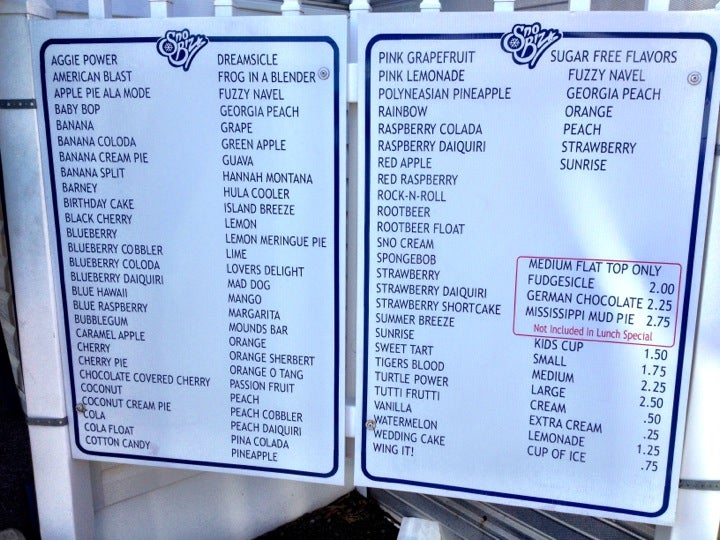 Sno Bizz
AGGIE POWER
AMERICAN BLAST
APPLE PIE ALA MODE
BABY BOP
BANANA
BANANA COLODA
BANANA CREAM PIE
BANANA SPLIT
BARNEY
BIRTHDAY CAKE
BLACK CHERRY
BLUEBERRY
BLUEBERRY COBBLER
BLUEBERRY COLODA
BLUEBERRY DAIQUIRI
BLUE HAWAII
BLUE RASPBERRY
BUBBLEGUM
CARAMEL APPLE
CHERRY
CHERRY PIE
CHOCOLATE COVERED CHERRY
COCONUT
COCONUT CREAM PIE
COLA
COLA FLOAT
COTTON CANDY
DREAMSICLE
FROG IN A BLENDER
FUZZY NAVEL
GEORGIA PEACH
GRAPE
GREEN APPLE
GUAVA
HANNAH MONTANA
HULA COOLER
ISLAND BREEZE
LEMON
LEMON MERINGUE PIE
LIME
LOVERS DELIGHT
MAD DOG
MANGO
MARGARITA
MOUNDS BAR
ORANGE
ORANGE SHERBERT
ORANGE O TANG
PASSION FRUIT
PEACH
PEACH COBBLER
PEACH DAIQUIRI
PINA COLADA
PINEAPPLE
Sno Bizz
PINK GRAPEFRUIT
PINK LEMONADE
POLYNEASIAN PINEAPPLE
RAINBOW
RASPBERRY COLADA
RASPBERRY DAIQUIRI
RED APPLE
RED RASPBERRY
ROCK-N-ROLL
ROOTBEER
ROOTBEER FLOAT
SNO CREAM
SPONGEBOB
STRAWBERRY
STRAWBERRY DAIQUIRI
STRAWBERRY SHORTCAKE
SUMMER BREEZE
SUNRISE
SWEET TART
TIGERS BLOOD
TURTLE POWER
TUTTI FRUTTI
VANILLA
WATERMELON
WEDDING CAKE
WING IT!
SUGAR FREE FLAVORS
FUZZY NAVEL
GEORGIA PEACH
ORANGE
PEACH
STRAWBERRY
SUNRISE
MEDIUM FLAT TOP ONLY
FUDGESICLE 2.00
GERMAN CHOCOLATE 2.25
MISSISSIPPI MUD PIE 2.75
Not Included in Lunch Special
KIDS CUP 1.50
SMALL 1.75
MEDIUM 2.25
LARGE 2.50
CREAM .50
EXTRA CREAM .25
LEMONADE 1.25
CUP OF ICE .75